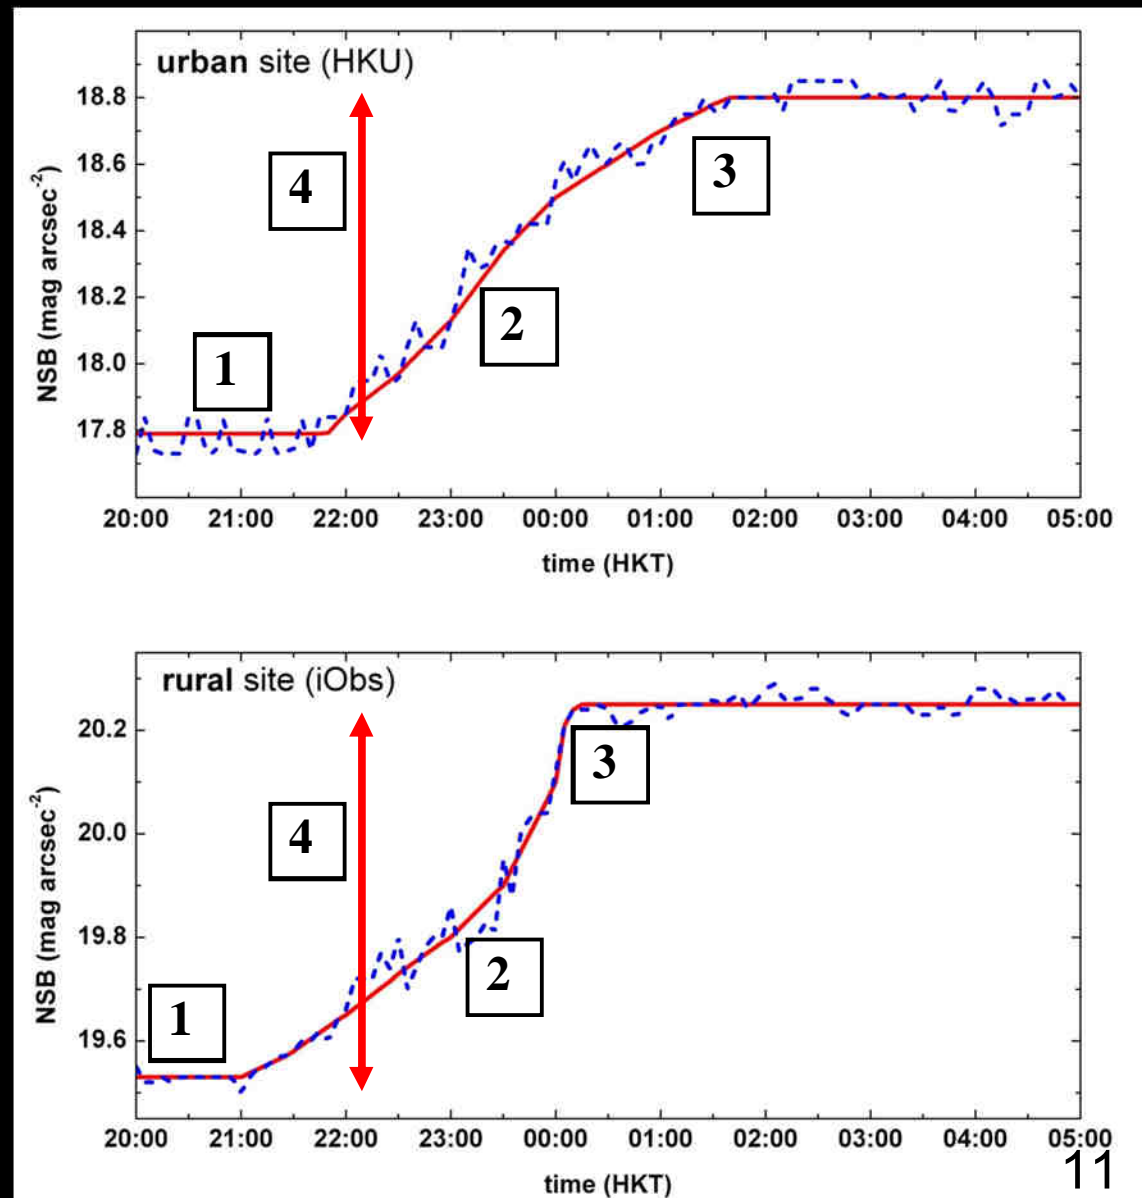 urban site (HKU)
NSB (mag arcsec⁻²)
18.8
18.6
18.4
18.2
18.0
17.8
4
3
2
1
20:00 21:00 22:00 23:00 00:00 01:00 02:00 03:00 04:00 05:00
time (HKT)
rural site (iObs)
NSB (mag arcsec⁻²)
20.2
20.0
19.8
19.6
3
4
2
1
20:00 21:00 22:00 23:00 00:00 01:00 02:00 03:00 04:00 05:00
time (HKT)
11